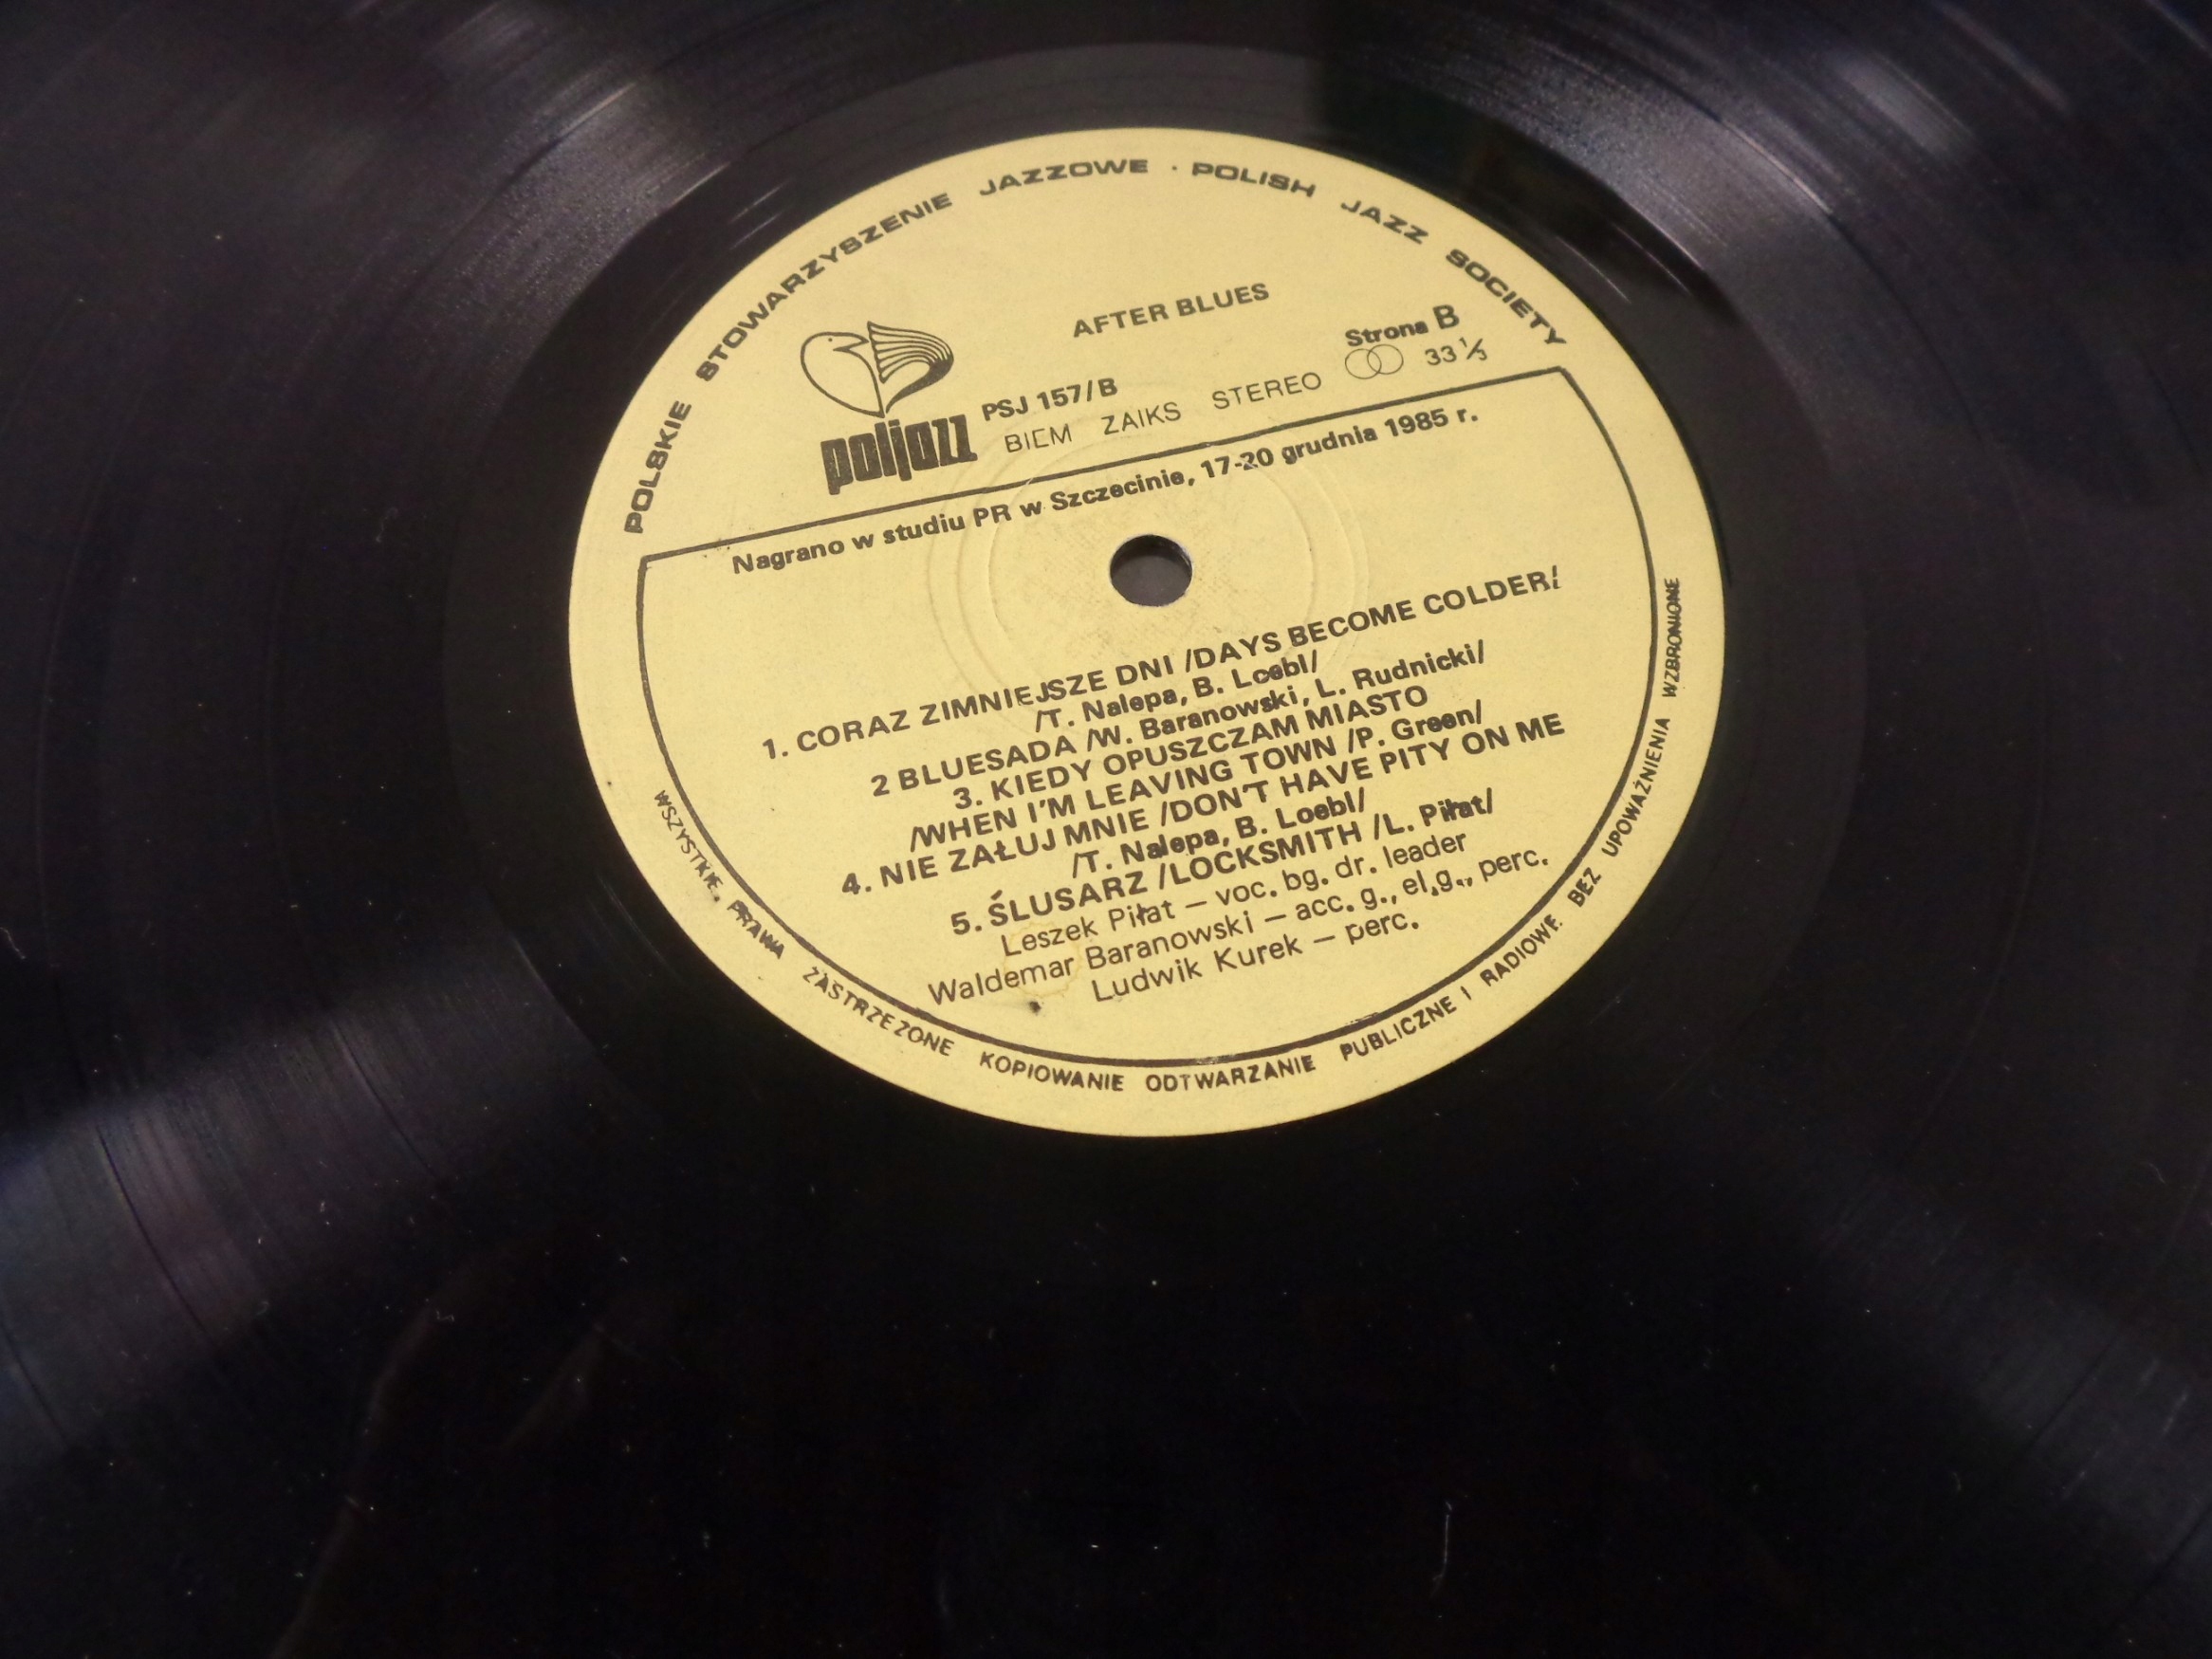 POLSKIE STOWARZYSZENIE JAZZOWE · POLISH JAZZ SOCIETY
AFTER BLUES
Strona B
poljazz
PSJ 157/B
BIEM ZAIKS STEREO 33 1/3
Nagrano w studiu PR w Szczecinie, 17-20 grudnia 1985 r.
1. CORAZ ZIMNIEJSZE DNI /DAYS BECOME COLDER/
/T. Nalepa, B. Loebl/
2 BLUESADA /W. Baranowski, L. Rudnicki/
3. KIEDY OPUSZCZAM MIASTO
/WHEN I'M LEAVING TOWN /P. Green/
4. NIE ZAŁUJ MNIE /DON'T HAVE PITY ON ME
/T. Nalepa, B. Loebl/
5. ŚLUSARZ /LOCKSMITH /L. Piłat/
Leszek Piłat – voc. bg. dr. leader
Waldemar Baranowski – acc. g., el.g., perc.
Ludwik Kurek – perc.
WSZYSTKIE PRAWA ZASTRZEZONE KOPIOWANIE ODTWARZANIE PUBLICZNE I RADIOWE BEZ UPOWAŻNIENIA WZBRONIONE